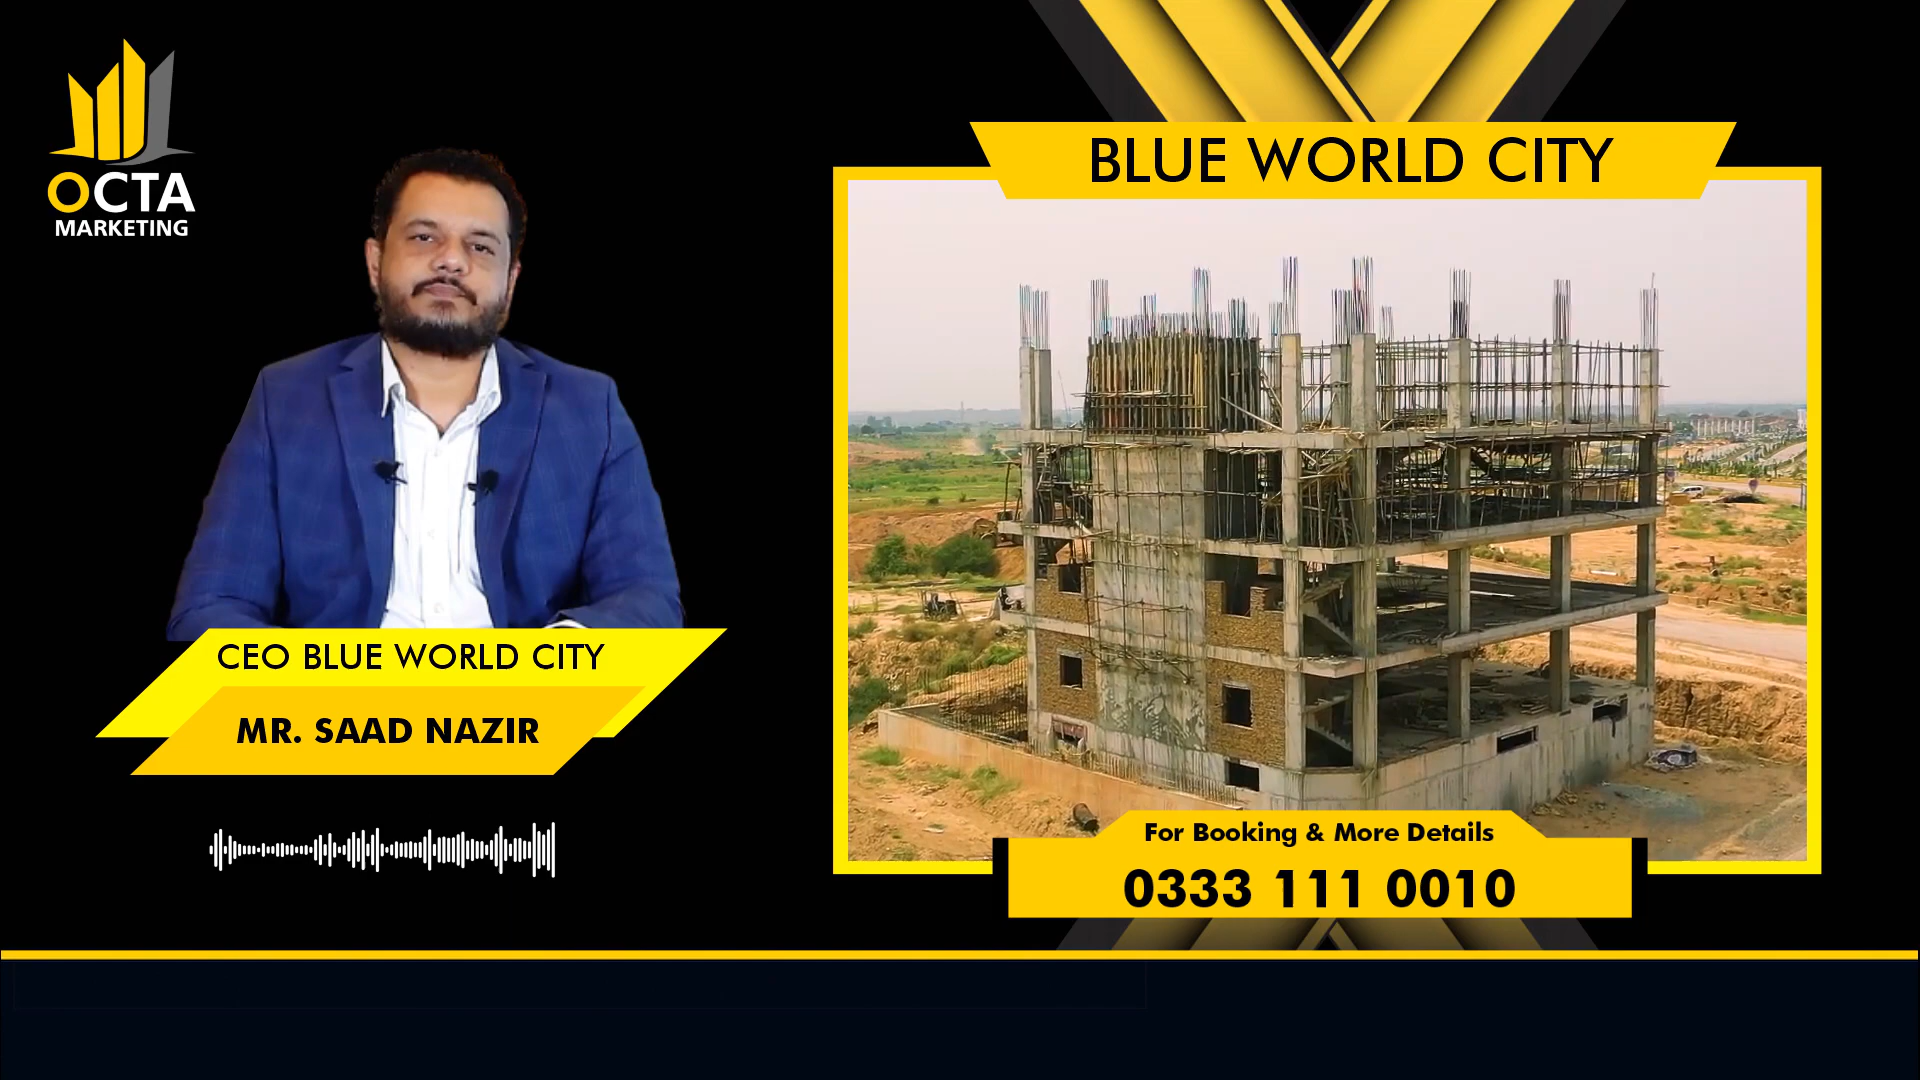 OCTA
MARKETING
BLUE WORLD CITY
CEO BLUE WORLD CITY
MR. SAAD NAZIR
For Booking & More Details
0333 111 0010